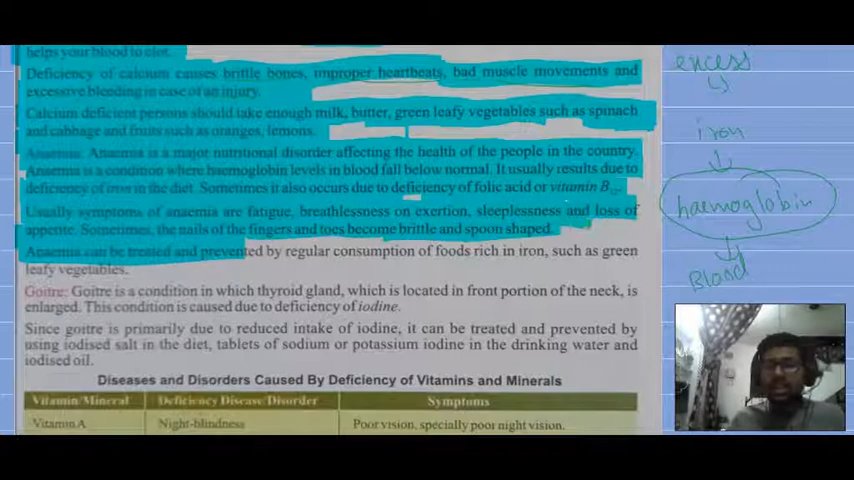 helps your blood to clot.
Deficiency of calcium causes brittle bones, improper heartbeats, bad muscle movements and
excessive bleeding in case of an injury.
Calcium deficient persons should take enough milk, butter, green leafy vegetables such as spinach
and cabbage and fruits such as oranges, lemons.
Anaemia: Anaemia is a major nutritional disorder affecting the health of the people in the country.
Anaemia is a condition where haemoglobin levels in blood fall below normal. It usually results due to
deficiency of iron in the diet. Sometimes it also occurs due to deficiency of folic acid or vitamin B12.
Usually symptoms of anaemia are fatigue, breathlessness on exertion, sleeplessness and loss of
appetite. Sometimes, the nails of the fingers and toes become brittle and spoon shaped.
Anaemia can be treated and prevented by regular consumption of foods rich in iron, such as green
leafy vegetables.
Goitre: Goitre is a condition in which thyroid gland, which is located in front portion of the neck, is
enlarged. This condition is caused due to deficiency of iodine.
Since goitre is primarily due to reduced intake of iodine, it can be treated and prevented by
using iodised salt in the diet, tablets of sodium or potassium iodine in the drinking water and
iodised oil.
Diseases and Disorders Caused By Deficiency of Vitamins and Minerals
Vitamin/Mineral Deficiency Disease/Disorder Symptoms
Vitamin A Night-blindness Poor vision, specially poor night vision.
excess
iron
haemoglobin
Blood